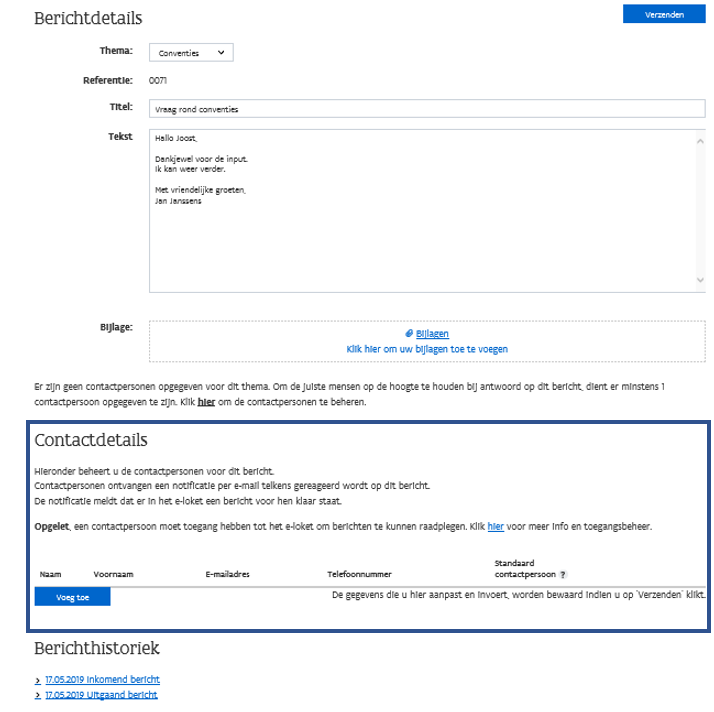 Berichtdetails
Verzenden
Thema:
Conventies
Referentie:
0071
Titel:
Vraag rond conventies
Tekst
Hallo Joost,
Dankjewel voor de input.
Ik kan weer verder.
Met vriendelijke groeten,
Jan Janssens
Bijlage:
Bijlagen
Klik hier om uw bijlagen toe te voegen
Er zijn geen contactpersonen opgegeven voor dit thema. Om de juiste mensen op de hoogte te houden bij antwoord op dit bericht, dient er minstens 1
contactpersoon opgegeven te zijn. Klik hier om de contactpersonen te beheren.
Contactdetails
Hieronder beheert u de contactpersonen voor dit bericht.
Contactpersonen ontvangen een notificatie per e-mail telkens gereageerd wordt op dit bericht.
De notificatie meldt dat er in het e-loket een bericht voor hen klaar staat.
Opgelet, een contactpersoon moet toegang hebben tot het e-loket om berichten te kunnen raadplegen. Klik hier voor meer info en toegangsbeheer.
Naam Voornaam E-mailadres Telefoonnummer Standaard
contactpersoon ?
Voeg toe
De gegevens die u hier aanpast en invoert, worden bewaard indien u op 'Verzenden' klikt.
Berichthistoriek
17.05.2019 Inkomend bericht
17.05.2019 Uitgaand bericht